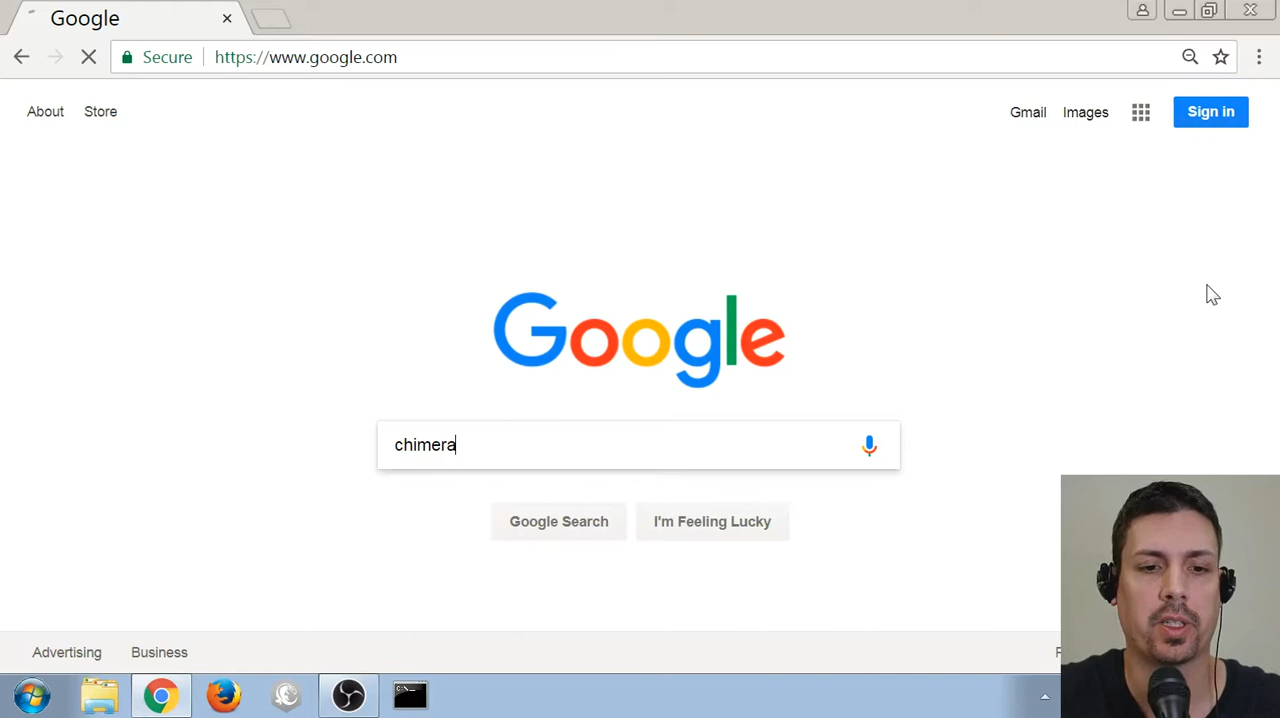 Google
Secure https://www.google.com
About Store
Gmail Images Sign in
Google
chimera
Google Search I'm Feeling Lucky
Advertising Business